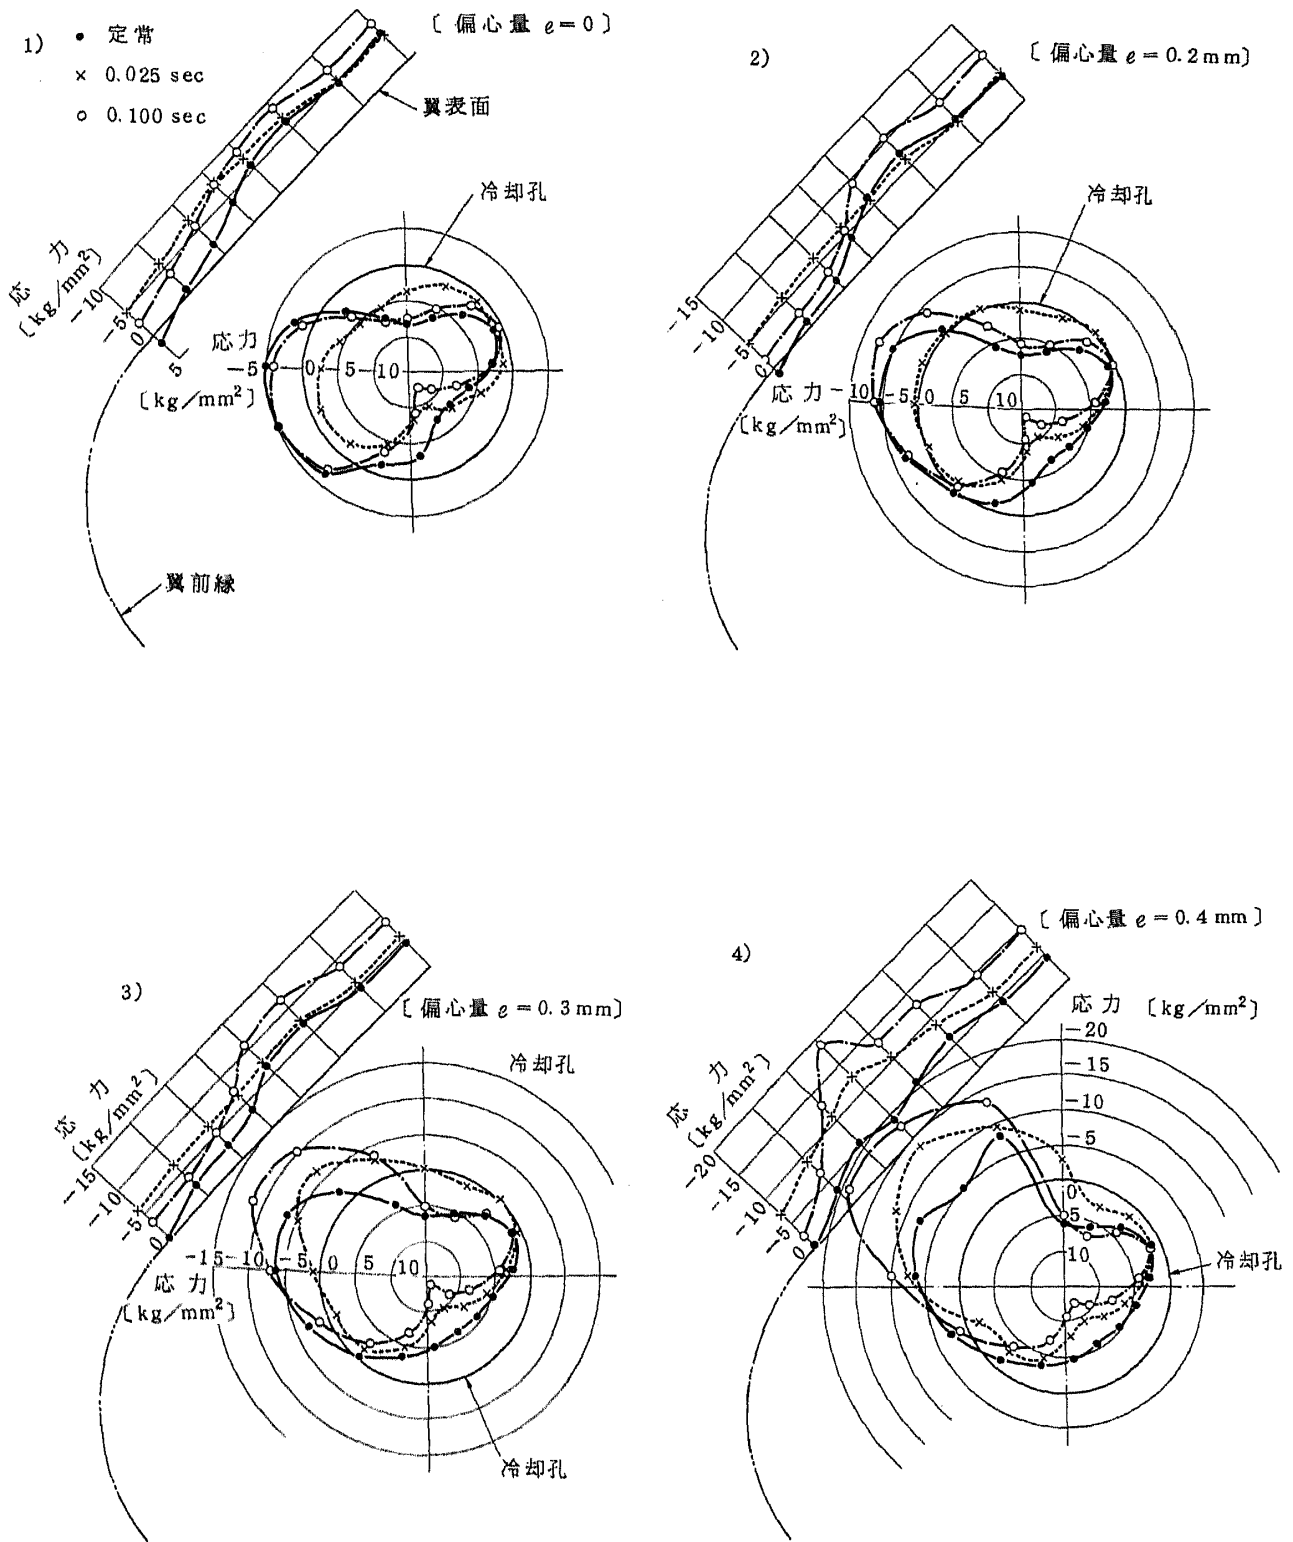 1)
• 定常
× 0.025 sec
○ 0.100 sec
〔 偏心量 e=0 〕
翼表面
冷却孔
応力
〔kg/mm²〕
-10
-5
0
5
応力
-5 0 5 10
〔kg/mm²〕
翼前縁
2)
〔 偏心量 e=0.2mm〕
冷却孔
-15
-10
-5
0
応力 -10 -5 0 5 10
〔kg/mm²〕
3)
〔 偏心量 e=0.3mm〕
冷却孔
応力
〔kg/mm²〕
-15
-10
-5
0
-15 -10 -5 0 5 10
応力
〔kg/mm²〕
冷却孔
4)
〔 偏心量 e=0.4mm 〕
応力 〔kg/mm²〕
-20
-15
-10
-5
0
5
10
応力
〔kg/mm²〕
-20
-15
-10
-5
0
冷却孔